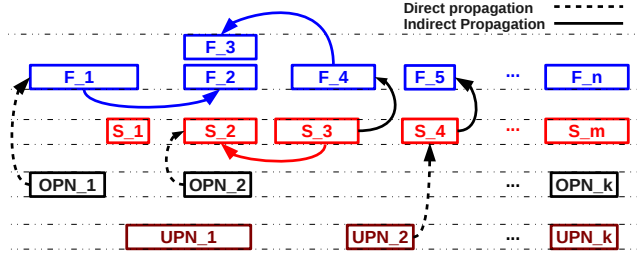 Direct propagation
Indirect Propagation
F_3
F_1 F_2 F_4 F_5 ... F_n
S_1 S_2 S_3 S_4 ... S_m
OPN_1 OPN_2 ... OPN_k
UPN_1 UPN_2 ... UPN_k